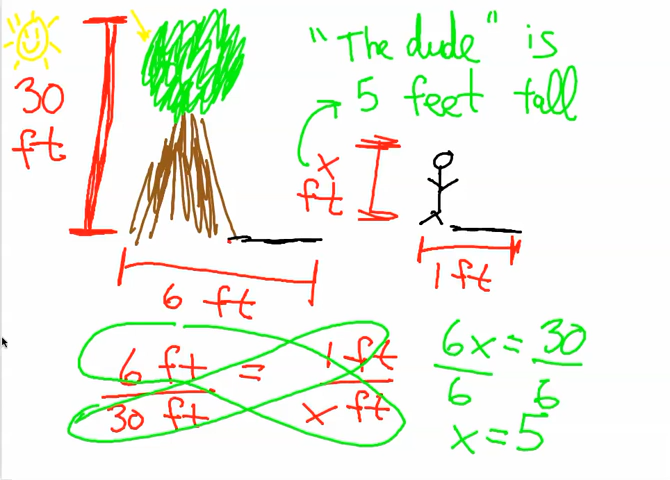 "The dude" is
5 feet tall
30
ft
x
ft
6 ft
1 ft
6 ft = 1 ft
30 ft x ft
6x = 30
6 6
x = 5